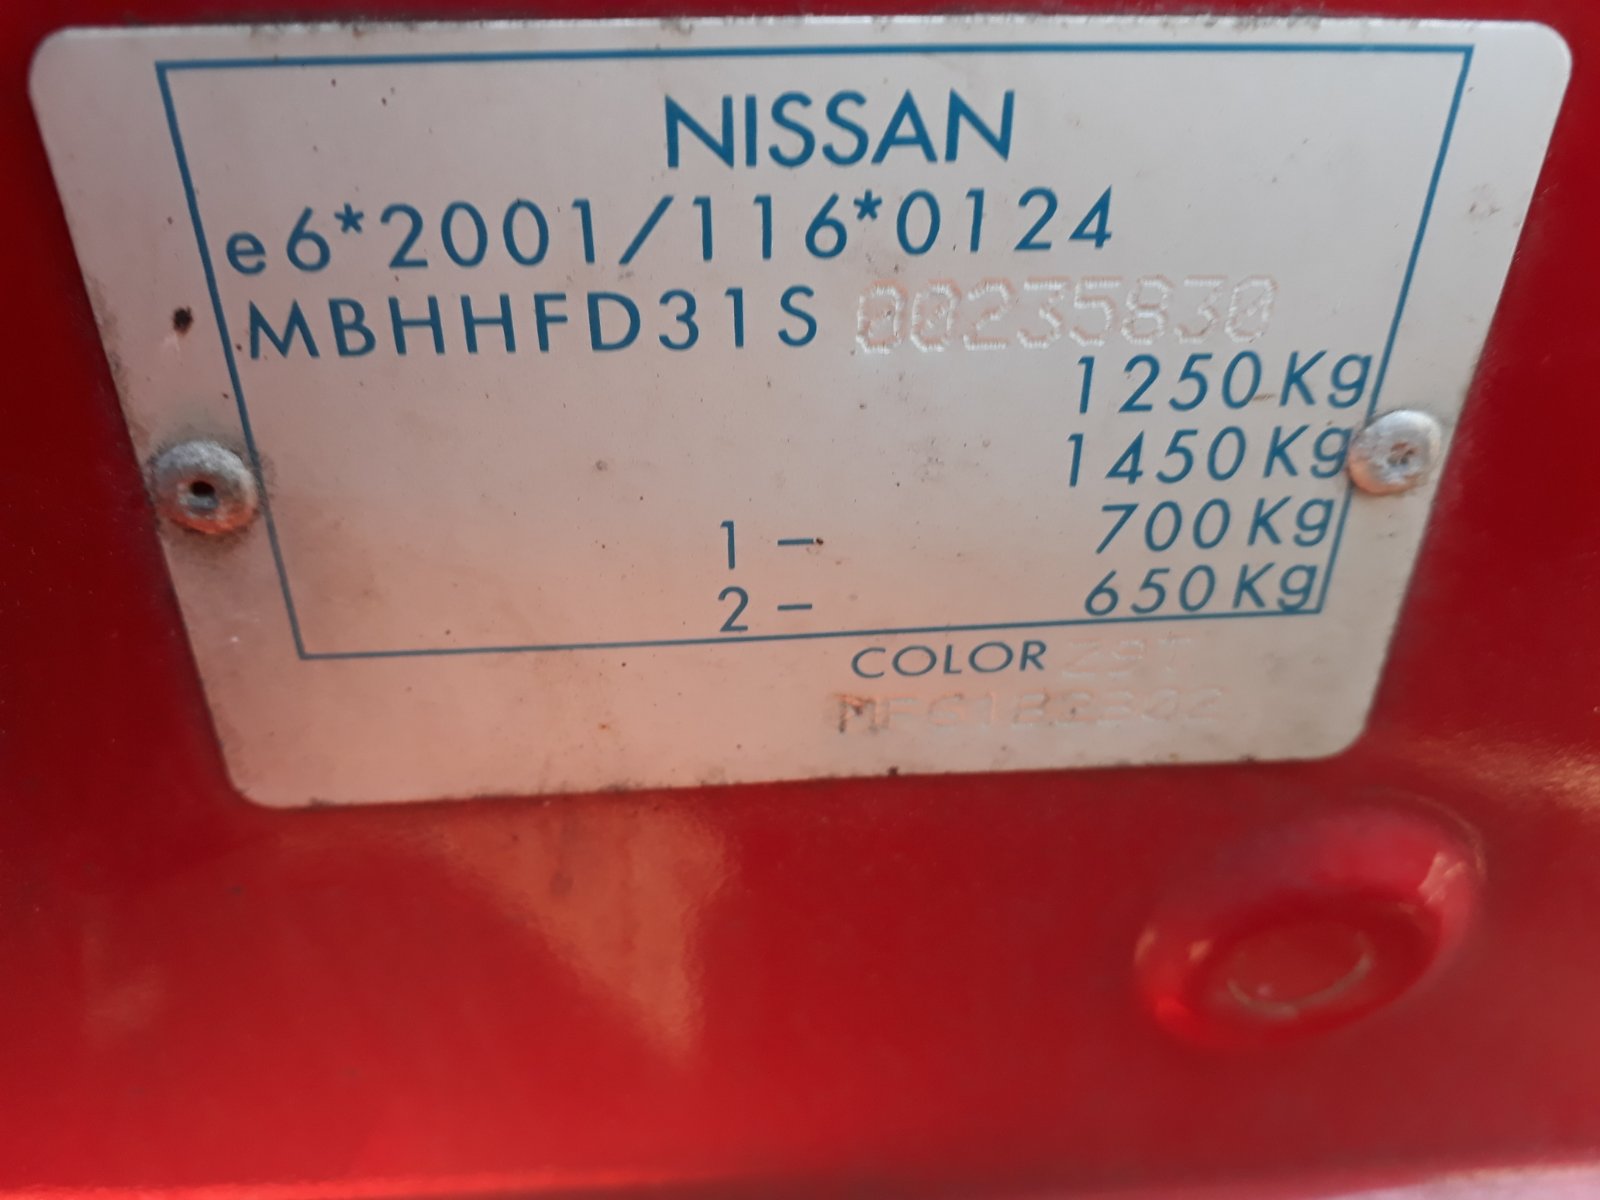 NISSAN
e6*2001/116*0124
MBHHFD31S 00235830
1250Kg
1450Kg
1 - 700Kg
2 - 650Kg
COLOR